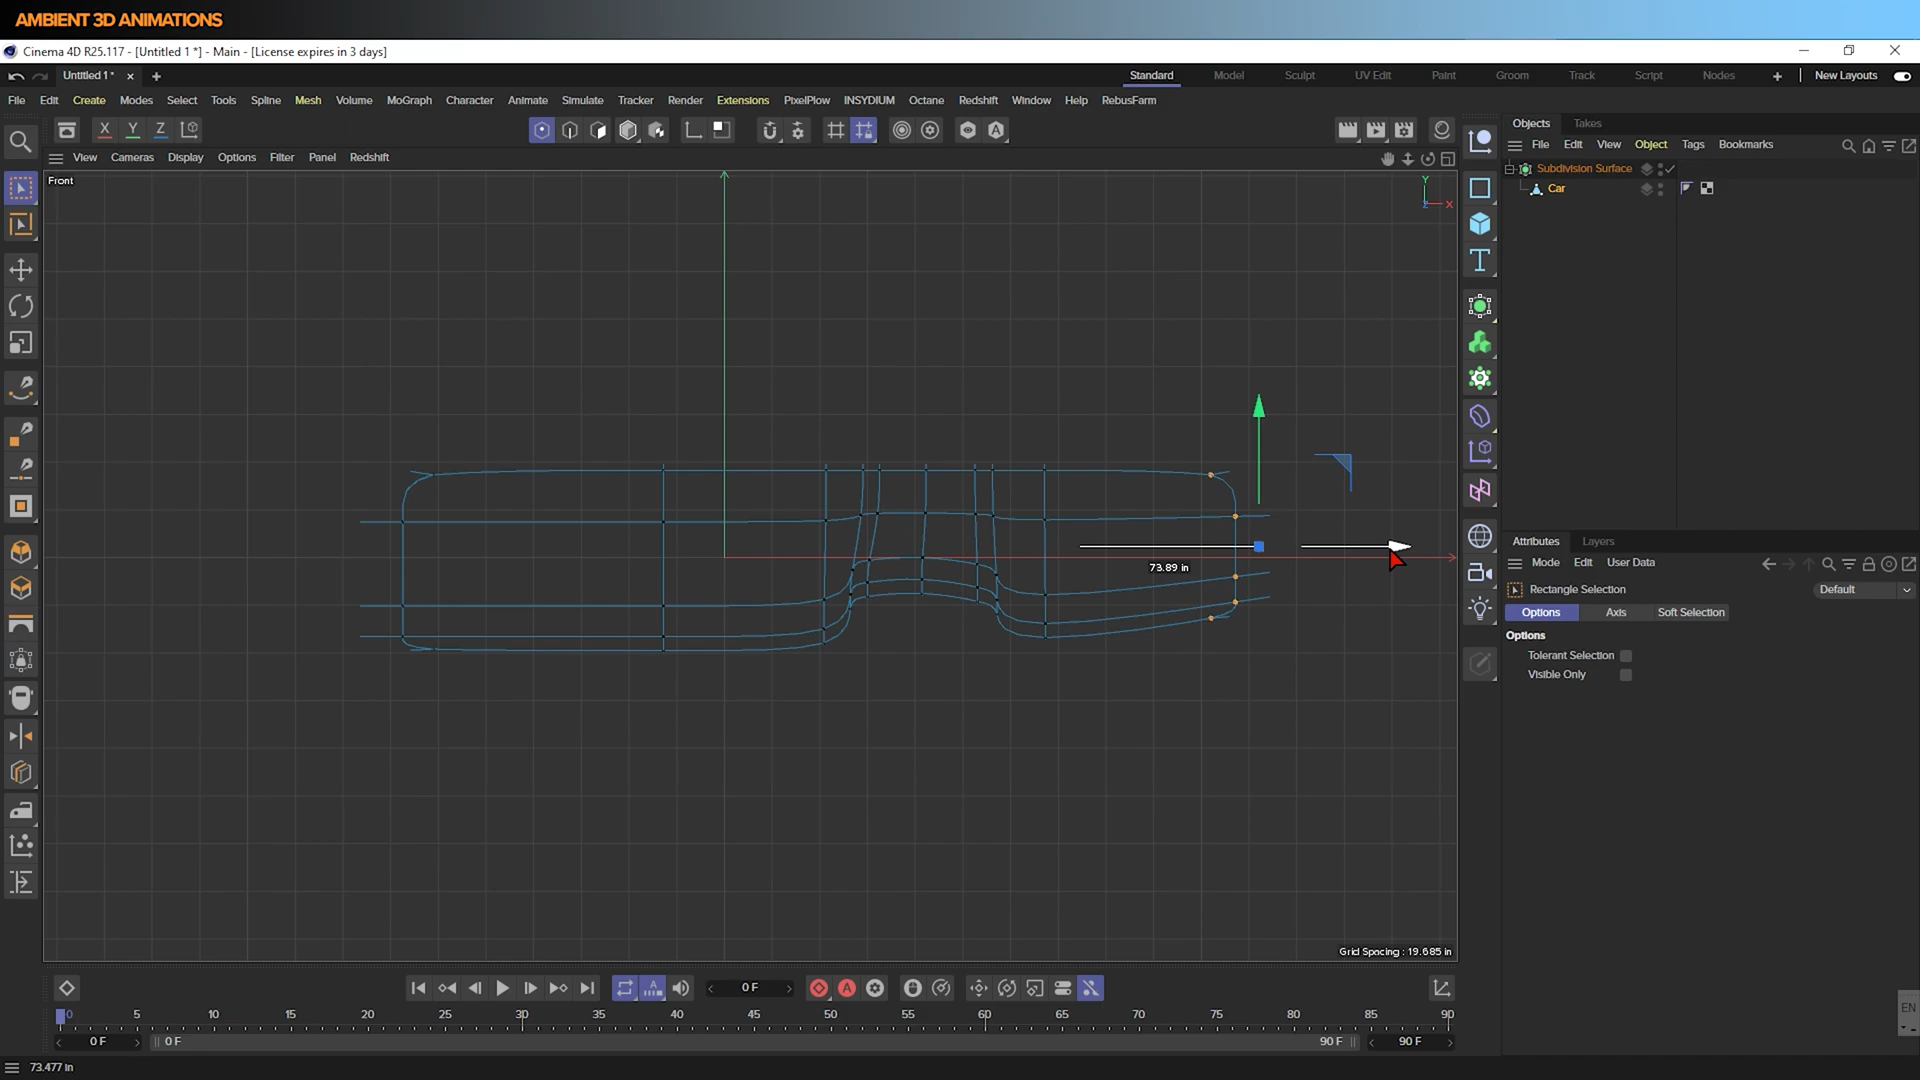 AMBIENT 3D ANIMATIONS
Cinema 4D R25.117 - [Untitled 1 *] - Main - [License expires in 3 days]
Untitled 1 *
Standard Model Sculpt UV Edit Paint Groom Track Script Nodes New Layouts
File Edit Create Modes Select Tools Spline Mesh Volume MoGraph Character Animate Simulate Tracker Render Extensions PixelPlow INSYDIUM Octane Redshift Window Help RebusFarm
Objects Takes
X Y Z
File Edit View Object Tags Bookmarks
View Cameras Display Options Filter Panel Redshift
Subdivision Surface
Front
Y
Car
Z X
73.89 in
Attributes Layers
Mode Edit User Data
Rectangle Selection Default
Options Axis Soft Selection
Options
Tolerant Selection
Visible Only
Grid Spacing : 19.685 in
0 F
EN
0 5 10 15 20 25 30 35 40 45 50 55 60 65 70 75 80 85 90
0 F 0 F 90 F 90 F
73.477 in